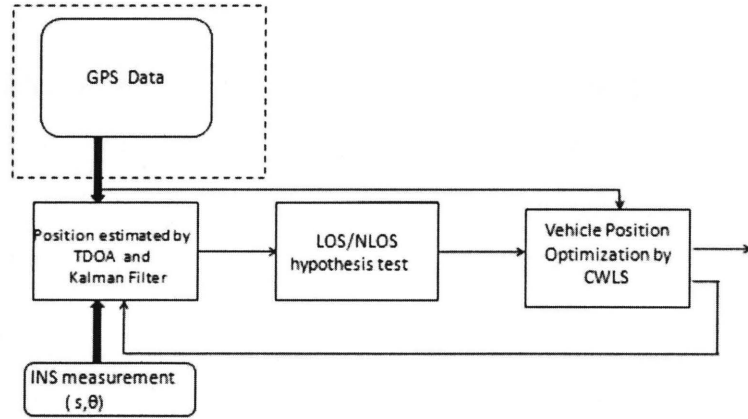 GPS Data
Position estimated by
TDOA and
Kalman Filter
LOS/NLOS
hypothesis test
Vehicle Position
Optimization by
CWLS
INS measurement
( s,θ)